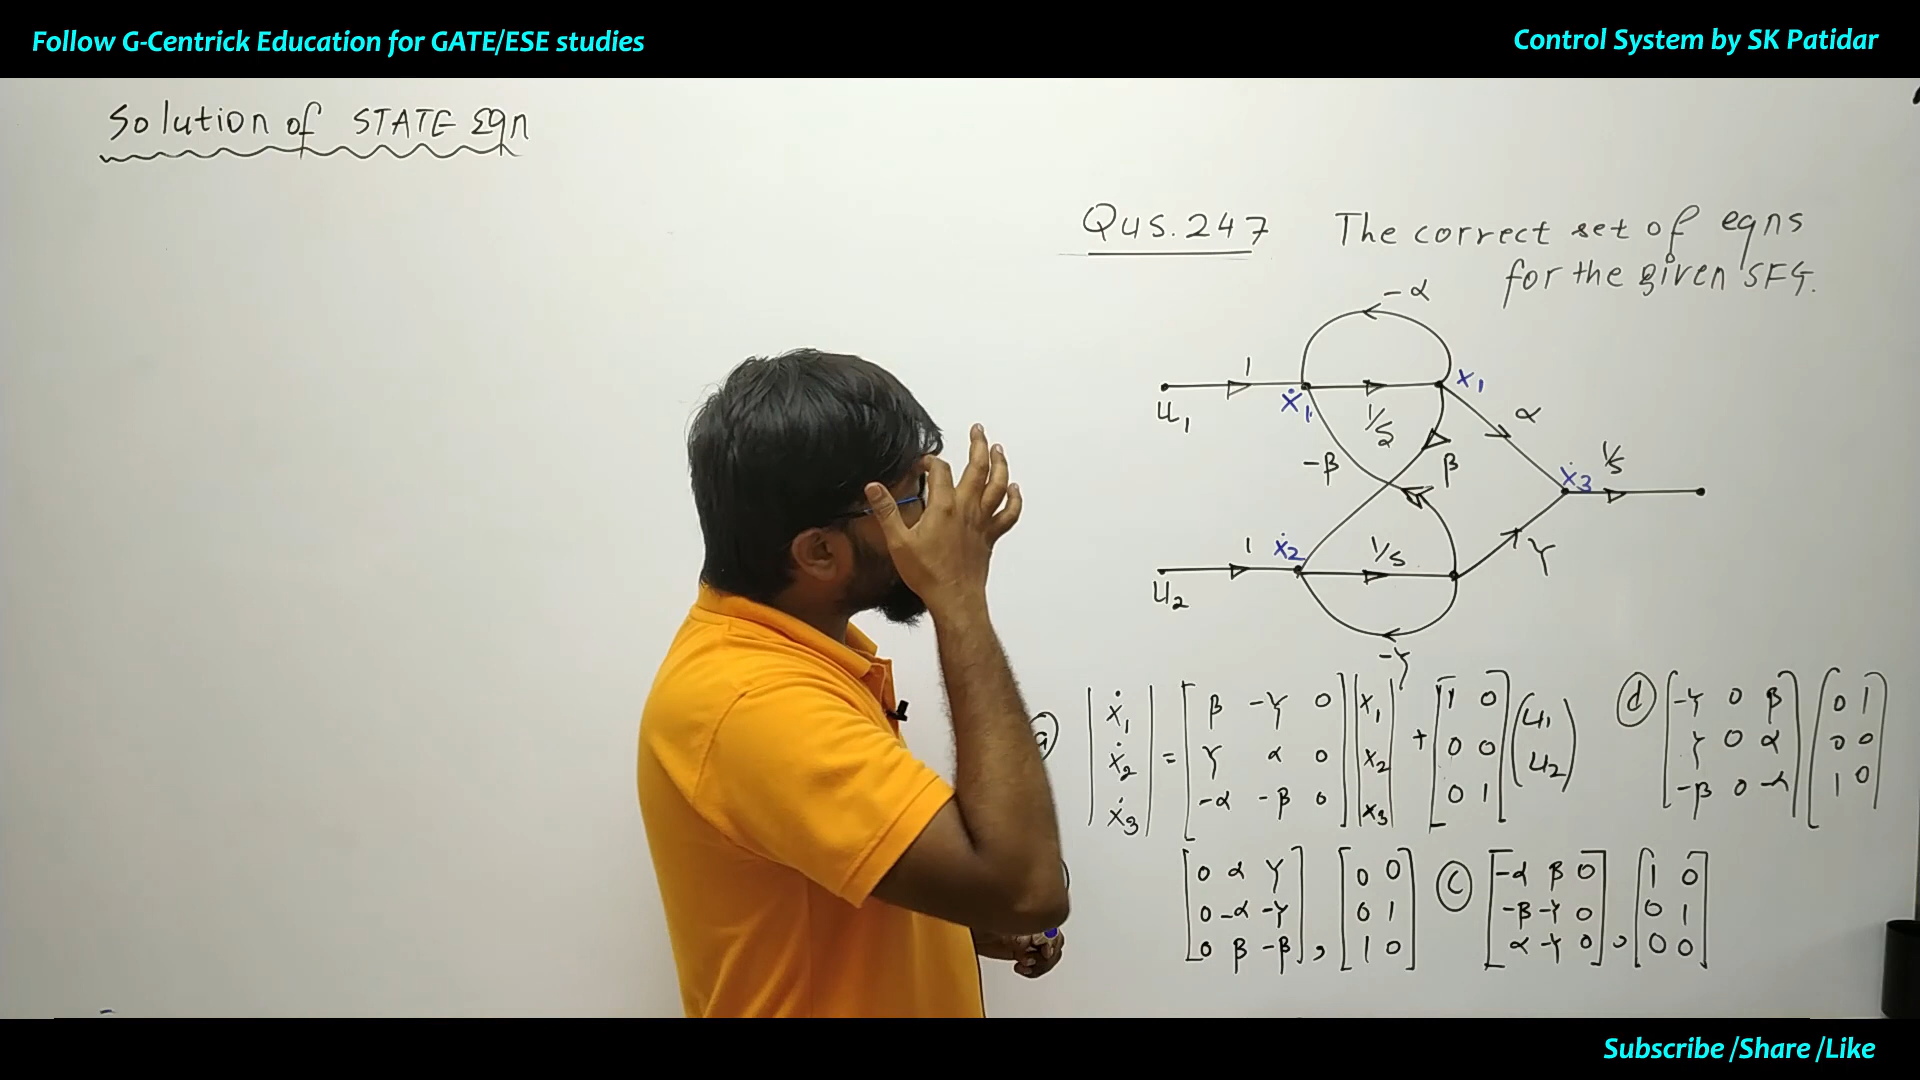 Follow G-Centrick Education for GATE/ESE studies
Control System by SK Patidar
Solution of STATE Eqn
Qus. 247 The correct set of eqns
for the given SFG.
-α
1 ẋ1 1/S x1
u1
α
-β β
ẋ3 1/S
1 ẋ2 1/S
u2
γ
-γ
ẋ1 β -γ 0 x1 1 0 u1
ẋ2 = γ α 0 x2 + 0 0 u2
ẋ3 -α -β 0 x3 0 1
(d) -γ 0 β 0 1
γ 0 α 0 0
-β 0 -α 1 0
0 α γ 0 0
0 -α -γ 0 1
0 β -β , 1 0
(c) -α β 0 1 0
-β -γ 0 0 1
α -γ 0 , 0 0
Subscribe /Share /Like